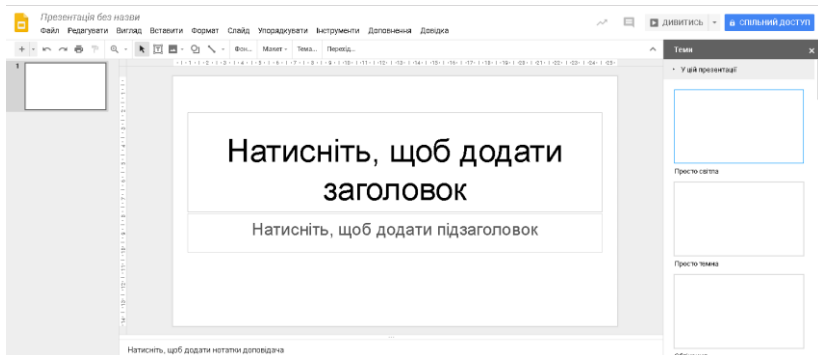 Презентація без назви
Файл Редагувати Вигляд Вставити Формат Слайд Упорядкувати Інструменти Доповнення Довідка
ДИВИТИСЬ СПІЛЬНИЙ ДОСТУП
Фон... Макет Тема... Перехід...
Теми
У цій презентації
1
Натисніть, щоб додати
заголовок
Натисніть, щоб додати підзаголовок
Просто світла
Просто темна
Натисніть, щоб додати нотатки доповідача